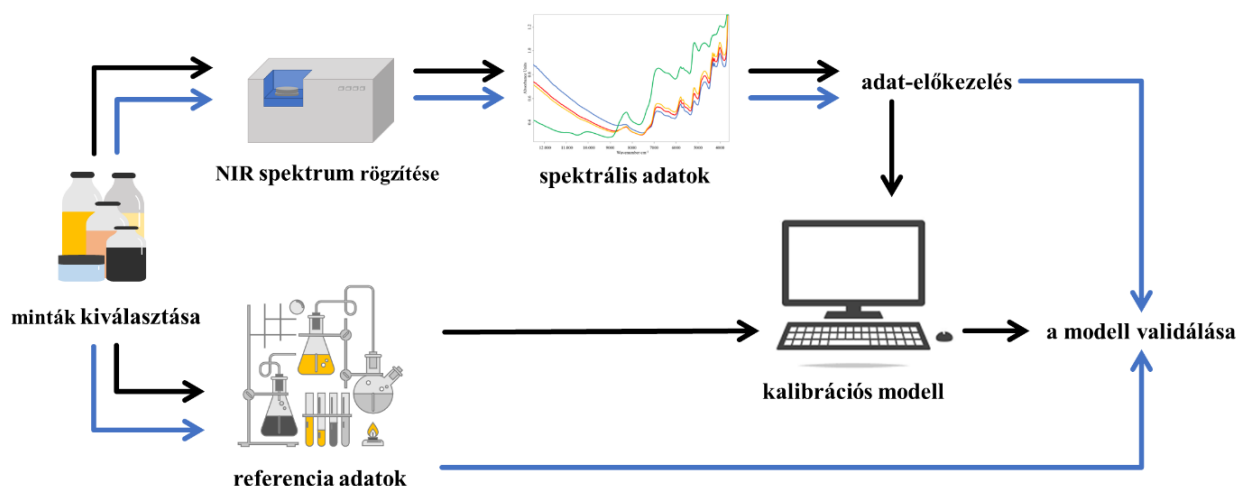 adat-előkezelés
NIR spektrum rögzítése
spektrális adatok
minták kiválasztása
a modell validálása
kalibrációs modell
referencia adatok